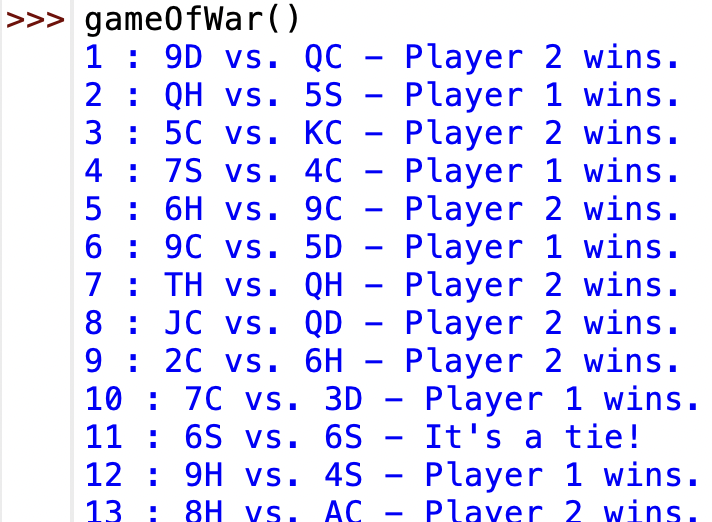 >>> gameOfWar()
1 : 9D vs. QC – Player 2 wins.
2 : QH vs. 5S – Player 1 wins.
3 : 5C vs. KC – Player 2 wins.
4 : 7S vs. 4C – Player 1 wins.
5 : 6H vs. 9C – Player 2 wins.
6 : 9C vs. 5D – Player 1 wins.
7 : TH vs. QH – Player 2 wins.
8 : JC vs. QD – Player 2 wins.
9 : 2C vs. 6H – Player 2 wins.
10 : 7C vs. 3D – Player 1 wins.
11 : 6S vs. 6S – It's a tie!
12 : 9H vs. 4S – Player 1 wins.
13 : 8H vs. AC – Player 2 wins.